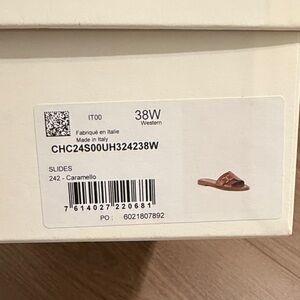 IT00
38W
Western
Fabriqué en Italie
Made in Italy
CHC24S00UH324238W
SLIDES
242 - Caramello
7 614027 220681
PO : 6021807892